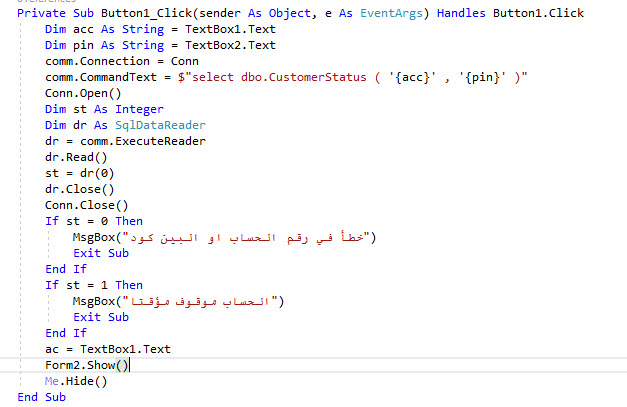 Private Sub Button1_Click(sender As Object, e As EventArgs) Handles Button1.Click
Dim acc As String = TextBox1.Text
Dim pin As String = TextBox2.Text
comm.Connection = Conn
comm.CommandText = $"select dbo.CustomerStatus ( '{acc}' , '{pin}' )"
Conn.Open()
Dim st As Integer
Dim dr As SqlDataReader
dr = comm.ExecuteReader
dr.Read()
st = dr(0)
dr.Close()
Conn.Close()
If st = 0 Then
MsgBox("خطأ في رقم الحساب او البين كود")
Exit Sub
End If
If st = 1 Then
MsgBox("الحساب موقوف مؤقتا")
Exit Sub
End If
ac = TextBox1.Text
Form2.Show()
Me.Hide()
End Sub